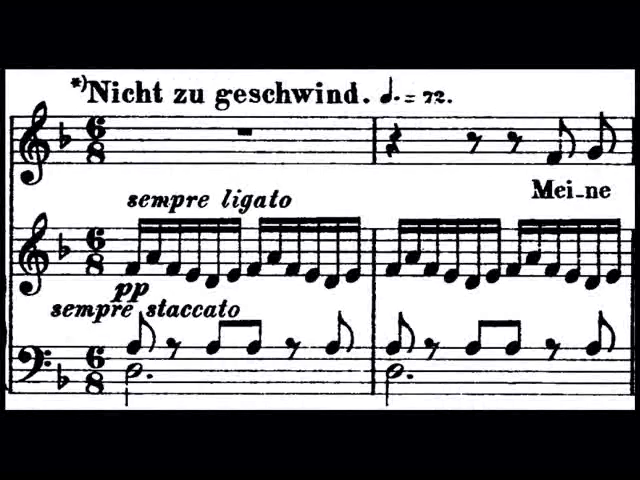 *) Nicht zu geschwind. 𝅗𝅥. = 72.
Mei-ne
sempre ligato
pp
sempre staccato